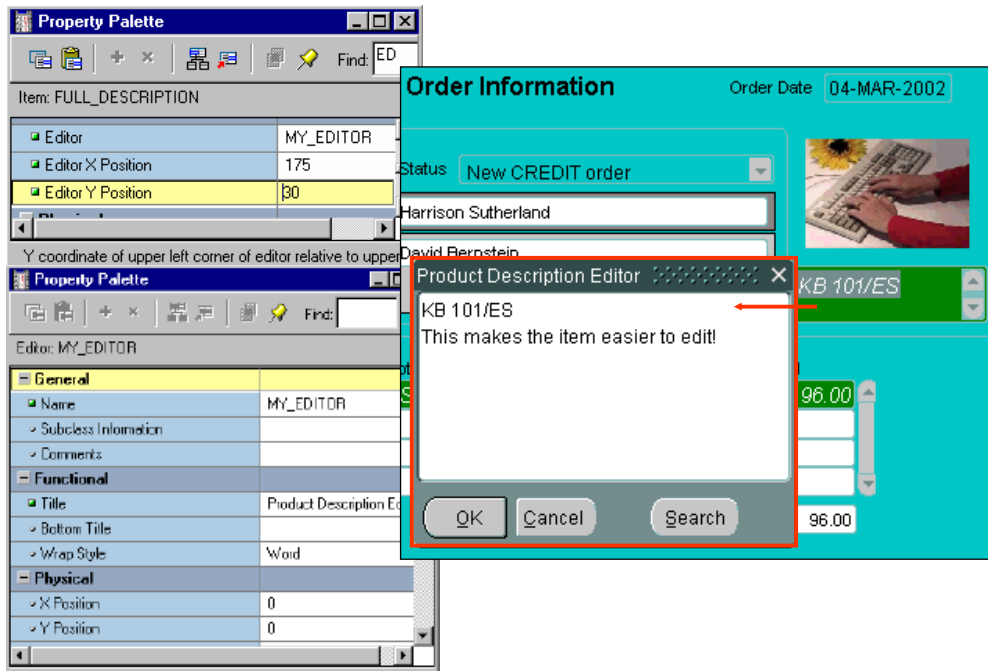 Property Palette
Find: ED
Item: FULL_DESCRIPTION
Editor MY_EDITOR
Editor X Position 175
Editor Y Position 30
Y coordinate of upper left corner of editor relative to upper
Property Palette
Find:
Editor: MY_EDITOR
General
Name MY_EDITOR
Subclass Information
Comments
Functional
Title Product Description Ed
Bottom Title
Wrap Style Word
Physical
X Position 0
Y Position 0
Order Information
Order Date 04-MAR-2002
Status New CREDIT order
Harrison Sutherland
David Bernstein
KB 101/ES
Product Description Editor
KB 101/ES
This makes the item easier to edit!
OK Cancel Search
96.00
96.00